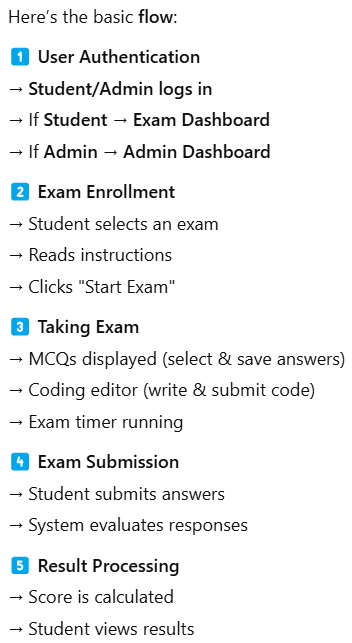 Here's the basic flow:
1 User Authentication
→ Student/Admin logs in
→ If Student → Exam Dashboard
→ If Admin → Admin Dashboard
2 Exam Enrollment
→ Student selects an exam
→ Reads instructions
→ Clicks "Start Exam"
3 Taking Exam
→ MCQs displayed (select & save answers)
→ Coding editor (write & submit code)
→ Exam timer running
4 Exam Submission
→ Student submits answers
→ System evaluates responses
5 Result Processing
→ Score is calculated
→ Student views results